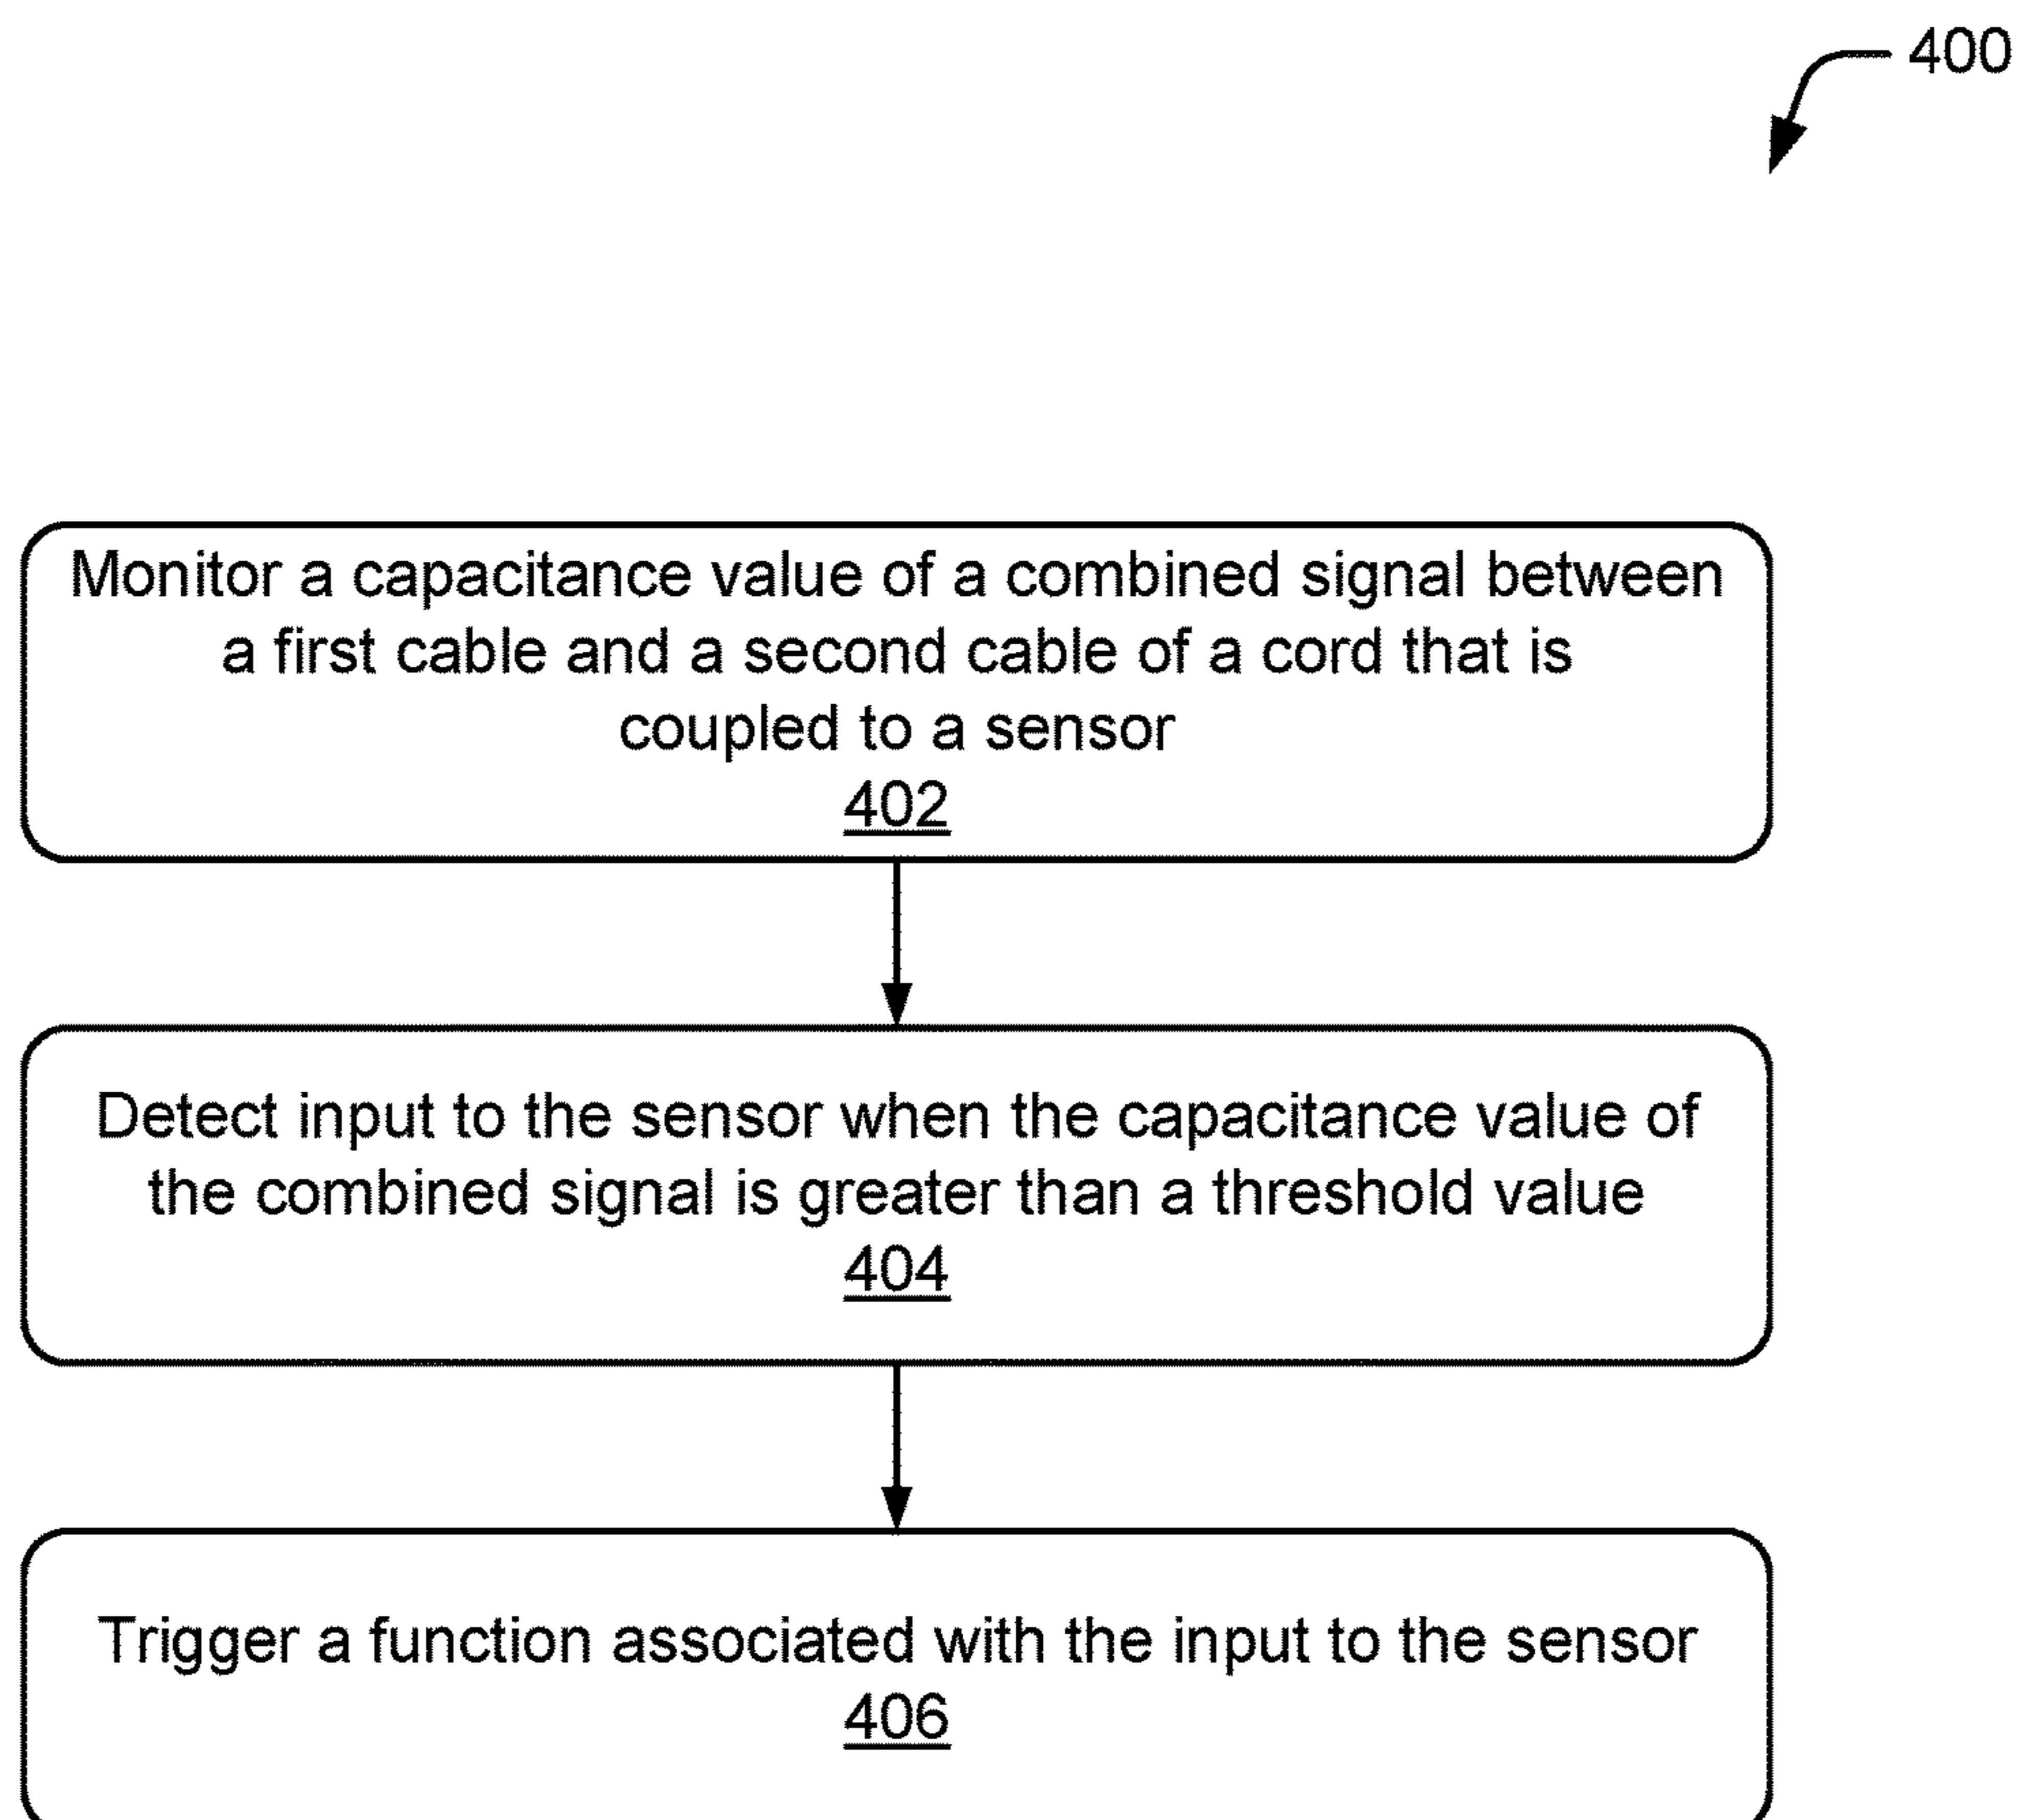 400
Monitor a capacitance value of a combined signal between
a first cable and a second cable of a cord that is
coupled to a sensor
402
Detect input to the sensor when the capacitance value of
the combined signal is greater than a threshold value
404
Trigger a function associated with the input to the sensor
406